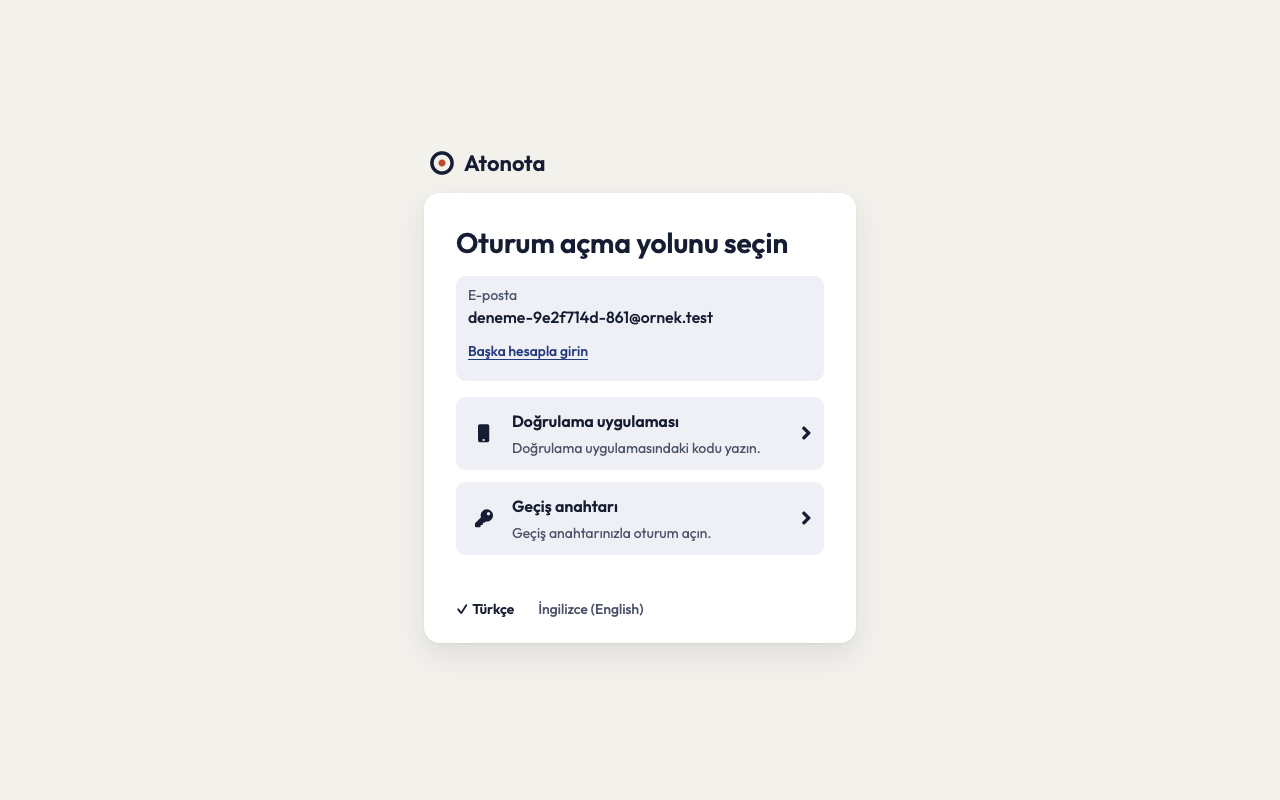 Atonota
Oturum açma yolunu seçin
E-posta
deneme-9e2f714d-861@ornek.test
Başka hesapla girin
Doğrulama uygulaması
Doğrulama uygulamasındaki kodu yazın.
Geçiş anahtarı
Geçiş anahtarınızla oturum açın.
Türkçe
İngilizce (English)